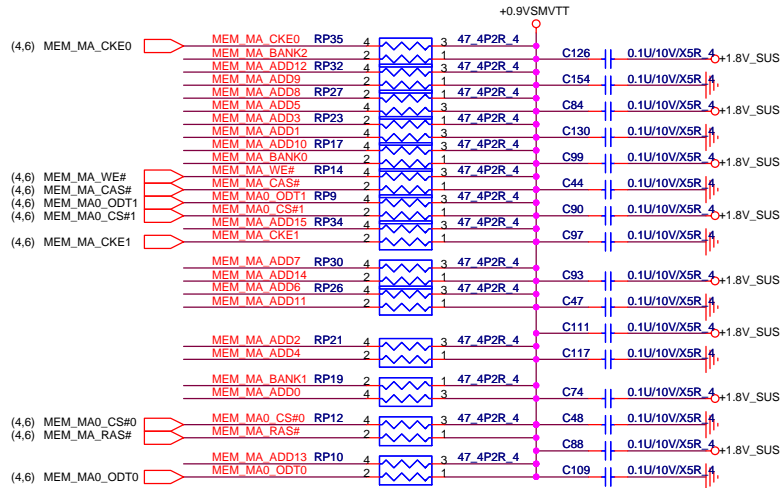 +0.9VSMVTT
(4,6) MEM_MA_CKE0 MEM_MA_CKE0 RP35 4 3 47_4P2R_4
MEM_MA_BANK2 2 1 C126 0.1U/10V/X5R_4 +1.8V_SUS
MEM_MA_ADD12 RP32 4 3 47_4P2R_4
MEM_MA_ADD9 2 1 C154 0.1U/10V/X5R_4
MEM_MA_ADD8 RP27 2 1 47_4P2R_4
MEM_MA_ADD5 4 3 C84 0.1U/10V/X5R_4 +1.8V_SUS
MEM_MA_ADD3 RP23 2 1 47_4P2R_4
MEM_MA_ADD1 4 3 C130 0.1U/10V/X5R_4
MEM_MA_ADD10 RP17 4 3 47_4P2R_4
MEM_MA_BANK0 2 1 C99 0.1U/10V/X5R_4 +1.8V_SUS
(4,6) MEM_MA_WE# MEM_MA_WE# RP14 4 3 47_4P2R_4
(4,6) MEM_MA_CAS# MEM_MA_CAS# 2 1 C44 0.1U/10V/X5R_4
(4,6) MEM_MA0_ODT1 MEM_MA0_ODT1 RP9 4 3 47_4P2R_4
(4,6) MEM_MA0_CS#1 MEM_MA0_CS#1 2 1 C90 0.1U/10V/X5R_4 +1.8V_SUS
MEM_MA_ADD15 RP34 4 3 47_4P2R_4
(4,6) MEM_MA_CKE1 MEM_MA_CKE1 2 1 C97 0.1U/10V/X5R_4
MEM_MA_ADD7 RP30 4 3 47_4P2R_4
MEM_MA_ADD14 2 1 C93 0.1U/10V/X5R_4 +1.8V_SUS
MEM_MA_ADD6 RP26 4 3 47_4P2R_4
MEM_MA_ADD11 2 1 C47 0.1U/10V/X5R_4
C111 0.1U/10V/X5R_4 +1.8V_SUS
MEM_MA_ADD2 RP21 4 3 47_4P2R_4
MEM_MA_ADD4 2 1 C117 0.1U/10V/X5R_4
MEM_MA_BANK1 RP19 2 1 47_4P2R_4
MEM_MA_ADD0 4 3 C74 0.1U/10V/X5R_4 +1.8V_SUS
(4,6) MEM_MA0_CS#0 MEM_MA0_CS#0 RP12 4 3 47_4P2R_4 C48 0.1U/10V/X5R_4
(4,6) MEM_MA_RAS# MEM_MA_RAS# 2 1
C88 0.1U/10V/X5R_4 +1.8V_SUS
MEM_MA_ADD13 RP10 4 3 47_4P2R_4
(4,6) MEM_MA0_ODT0 MEM_MA0_ODT0 2 1 C109 0.1U/10V/X5R_4